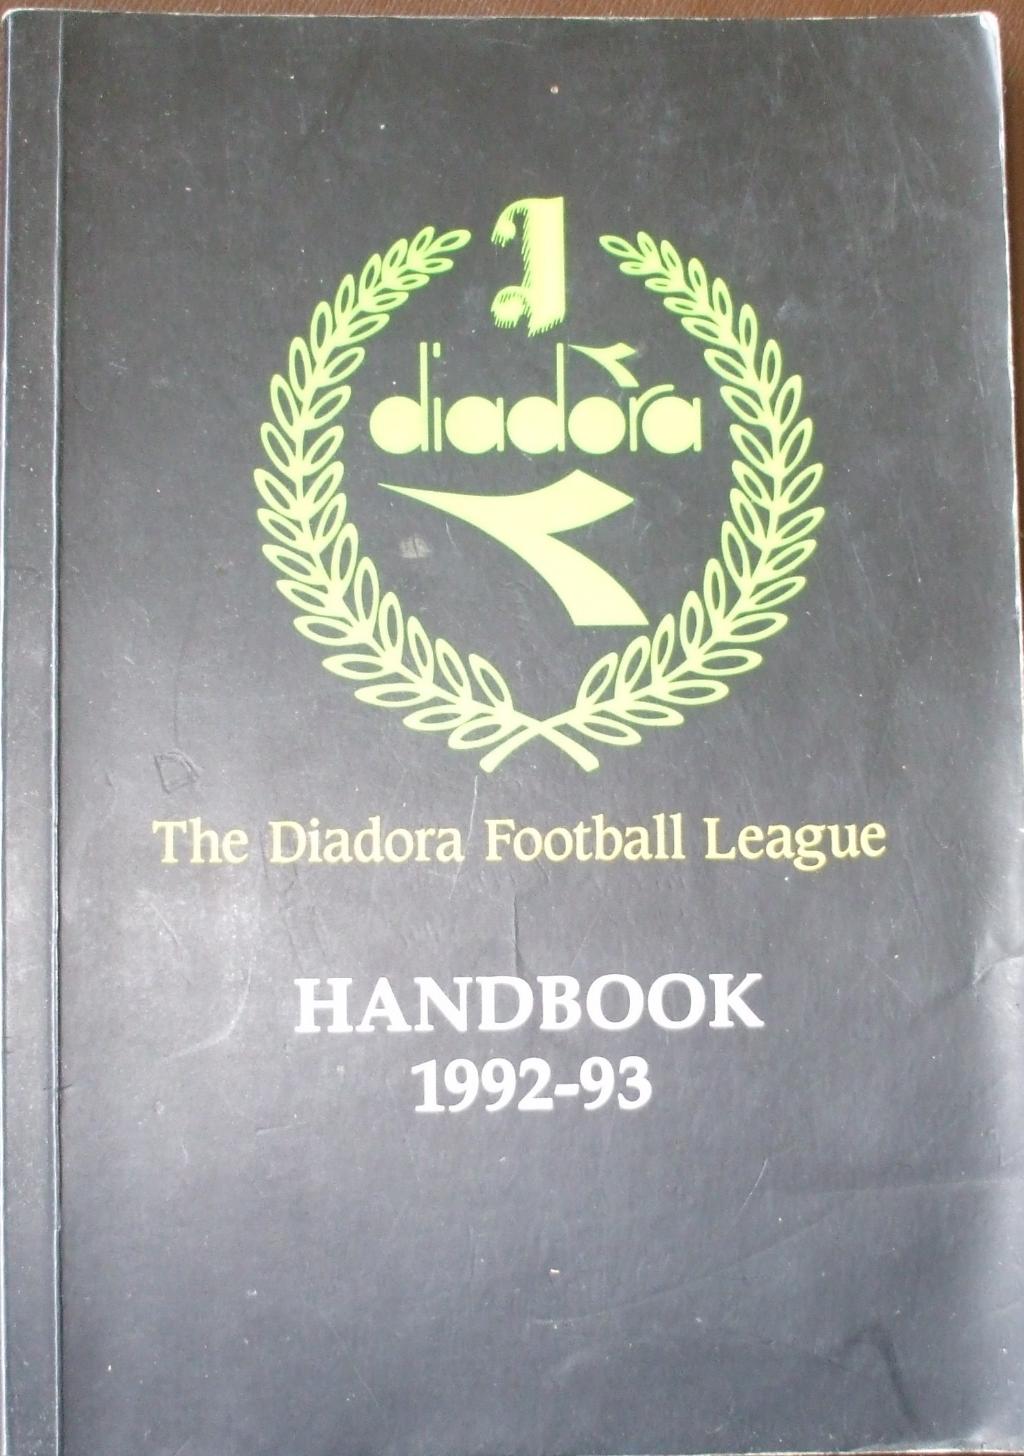 diadora
The Diadora Football League
HANDBOOK
1992-93